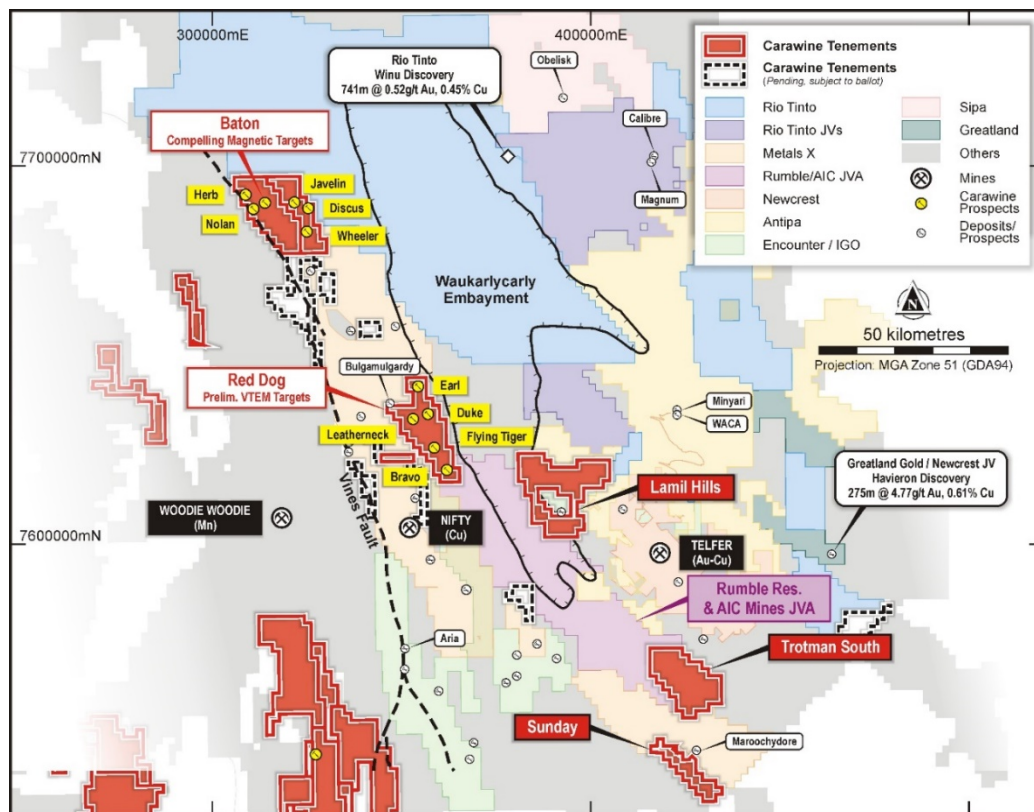 300000mE
400000mE
7700000mN
7600000mN
Rio Tinto
Winu Discovery
741m @ 0.52g/t Au, 0.45% Cu
Obelisk
Calibre
Magnum
Baton
Compelling Magnetic Targets
Herb
Nolan
Javelin
Discus
Wheeler
Waukarlycarly
Embayment
Carawine Tenements
Carawine Tenements
(Pending, subject to ballot)
Rio Tinto
Rio Tinto JVs
Metals X
Rumble/AIC JVA
Newcrest
Antipa
Encounter / IGO
Sipa
Greatland
Others
Mines
Carawine
Prospects
Deposits/
Prospects
N
50 kilometres
Projection: MGA Zone 51 (GDA94)
Bulgamulgardy
Red Dog
Prelim. VTEM Targets
Earl
Duke
Leatherneck
Flying Tiger
Bravo
Minyari
WACA
Greatland Gold / Newcrest JV
Havieron Discovery
275m @ 4.77g/t Au, 0.61% Cu
Lamil Hills
WOODIE WOODIE
(Mn)
Vines Fault
NIFTY
(Cu)
TELFER
(Au-Cu)
Rumble Res.
& AIC Mines JVA
Aria
Trotman South
Sunday
Maroochydore